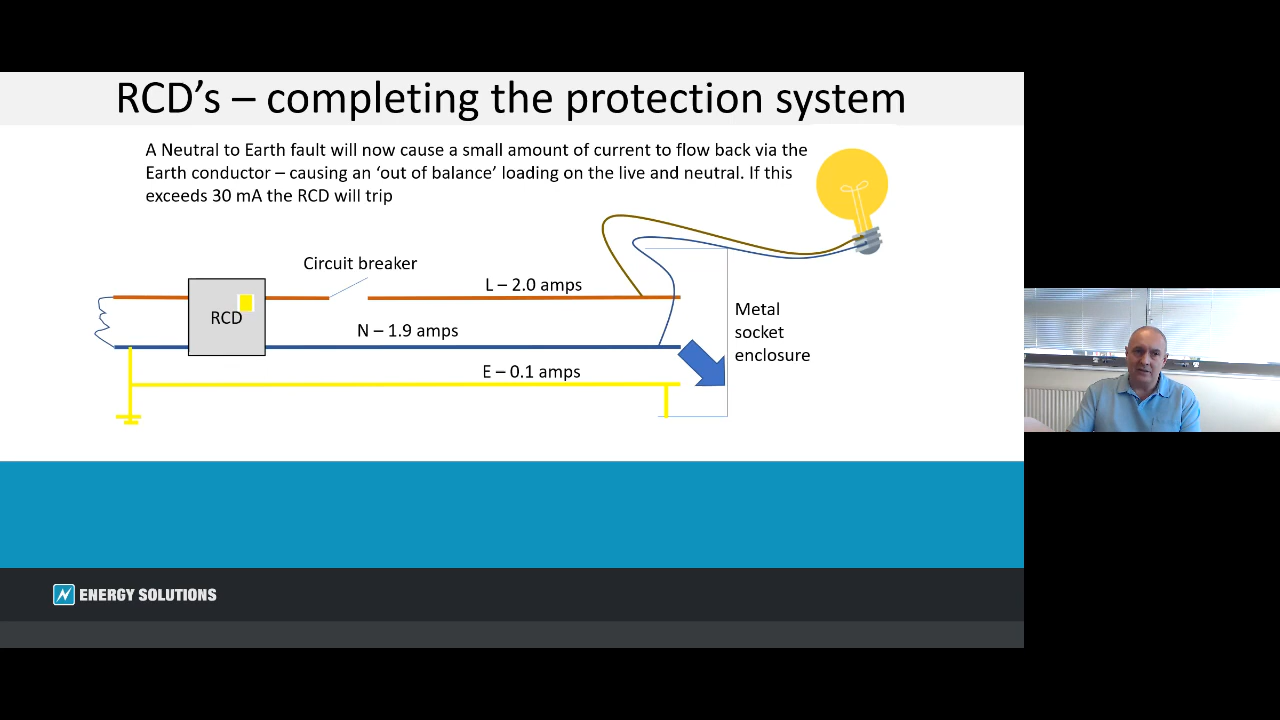 RCD’s – completing the protection system
A Neutral to Earth fault will now cause a small amount of current to flow back via the
Earth conductor – causing an ‘out of balance’ loading on the live and neutral. If this
exceeds 30 mA the RCD will trip
Circuit breaker
L – 2.0 amps
RCD
N – 1.9 amps
Metal
socket
enclosure
E – 0.1 amps
ENERGY SOLUTIONS